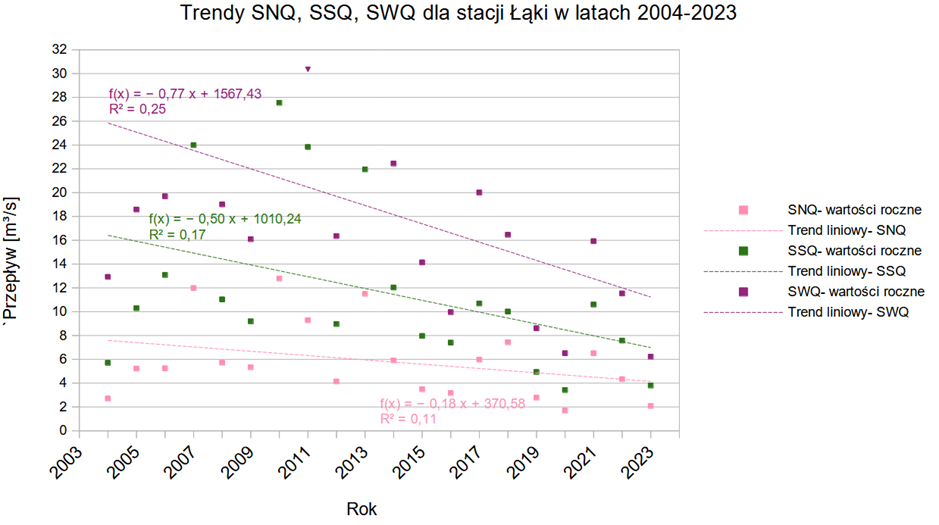 Trendy SNQ, SSQ, SWQ dla stacji Łąki w latach 2004-2023
32
30
28
26
24
22
20
18
16
14
12
10
8
6
4
2
0
`Przepływ [m³/s]
f(x) = − 0,77 x + 1567,43
R² = 0,25
f(x) = − 0,50 x + 1010,24
R² = 0,17
f(x) = − 0,18 x + 370,58
R² = 0,11
2003
2005
2007
2009
2011
2013
2015
2017
2019
2021
2023
Rok
SNQ- wartości roczne
Trend liniowy- SNQ
SSQ- wartości roczne
Trend liniowy- SSQ
SWQ- wartości roczne
Trend liniowy- SWQ